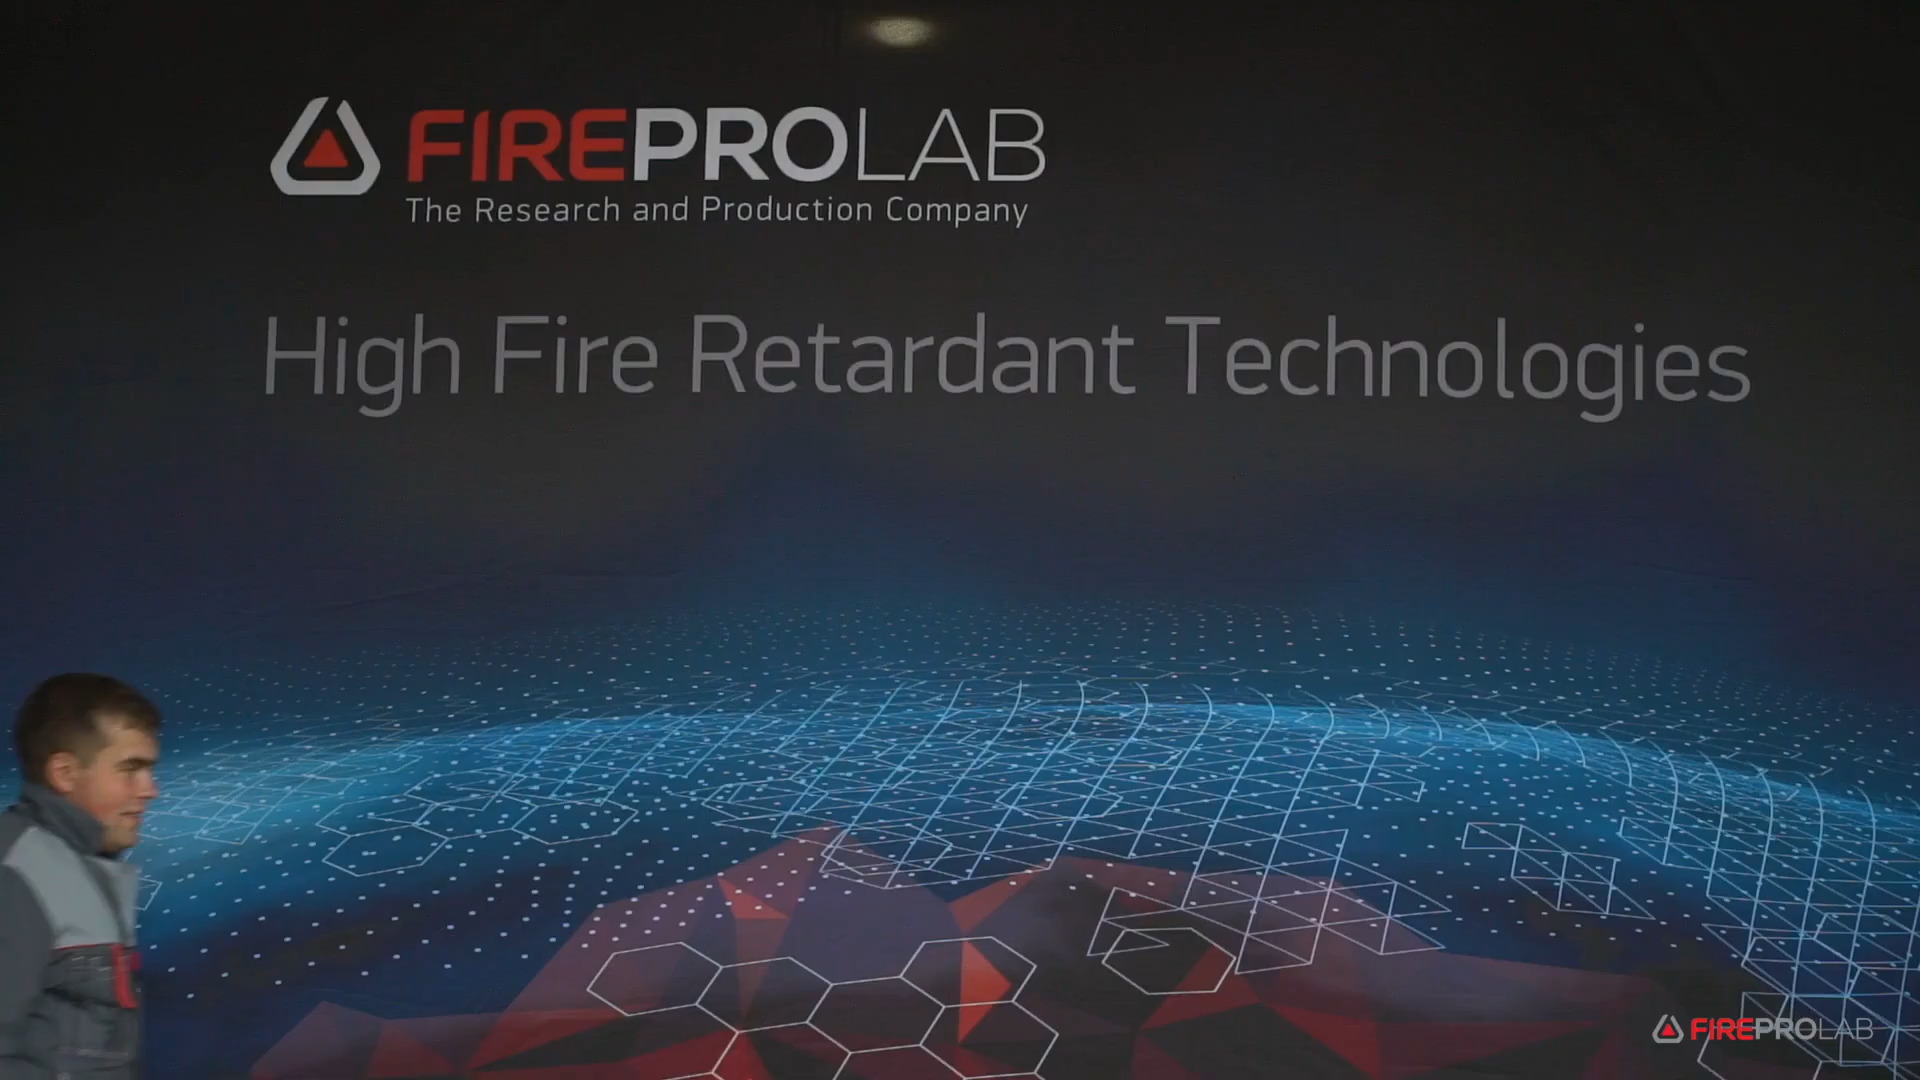 FIREPROLAB
The Research and Production Company
High Fire Retardant Technologies
FIREPROLAB